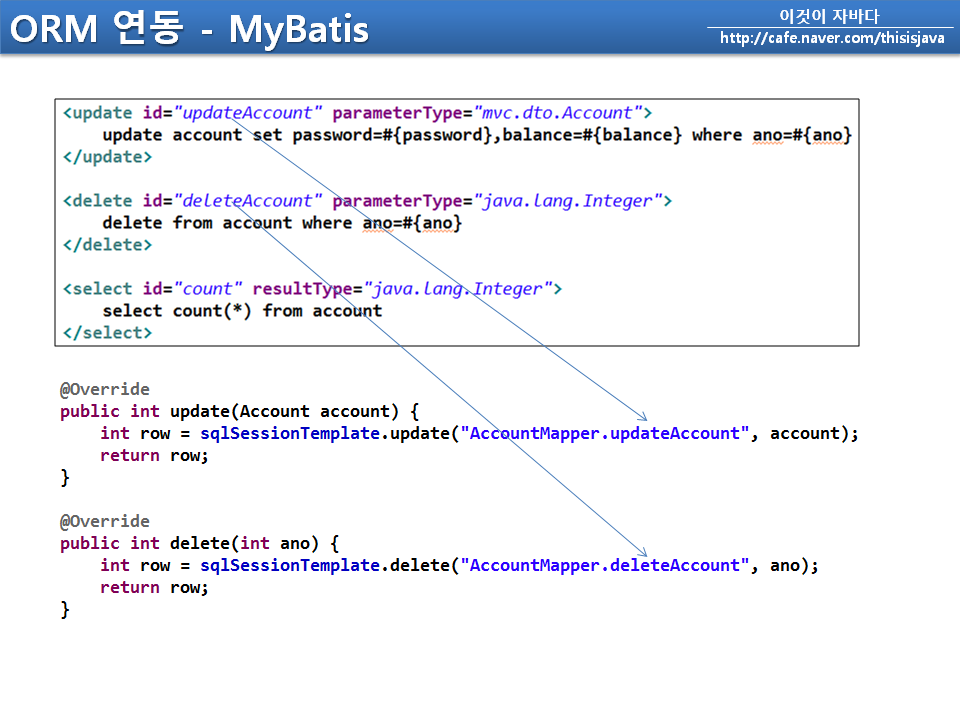 ORM 연동 - MyBatis
이것이 자바다
http://cafe.naver.com/thisisjava
<update id="updateAccount" parameterType="mvc.dto.Account">
update account set password=#{password},balance=#{balance} where ano=#{ano}
</update>
<delete id="deleteAccount" parameterType="java.lang.Integer">
delete from account where ano=#{ano}
</delete>
<select id="count" resultType="java.lang.Integer">
select count(*) from account
</select>
@Override
public int update(Account account) {
int row = sqlSessionTemplate.update("AccountMapper.updateAccount", account);
return row;
}
@Override
public int delete(int ano) {
int row = sqlSessionTemplate.delete("AccountMapper.deleteAccount", ano);
return row;
}